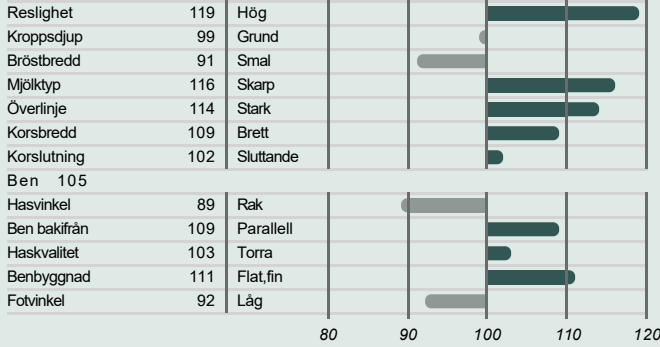 Reslighet 119 Hög
Kroppsdjup 99 Grund
Bröstbredd 91 Smal
Mjölktyp 116 Skarp
Överlinje 114 Stark
Korsbredd 109 Brett
Korslutning 102 Sluttande
Ben 105
Hasvinkel 89 Rak
Ben bakifrån 109 Parallell
Haskvalitet 103 Torra
Benbyggnad 111 Flat,fin
Fotvinkel 92 Låg
80 90 100 110 120